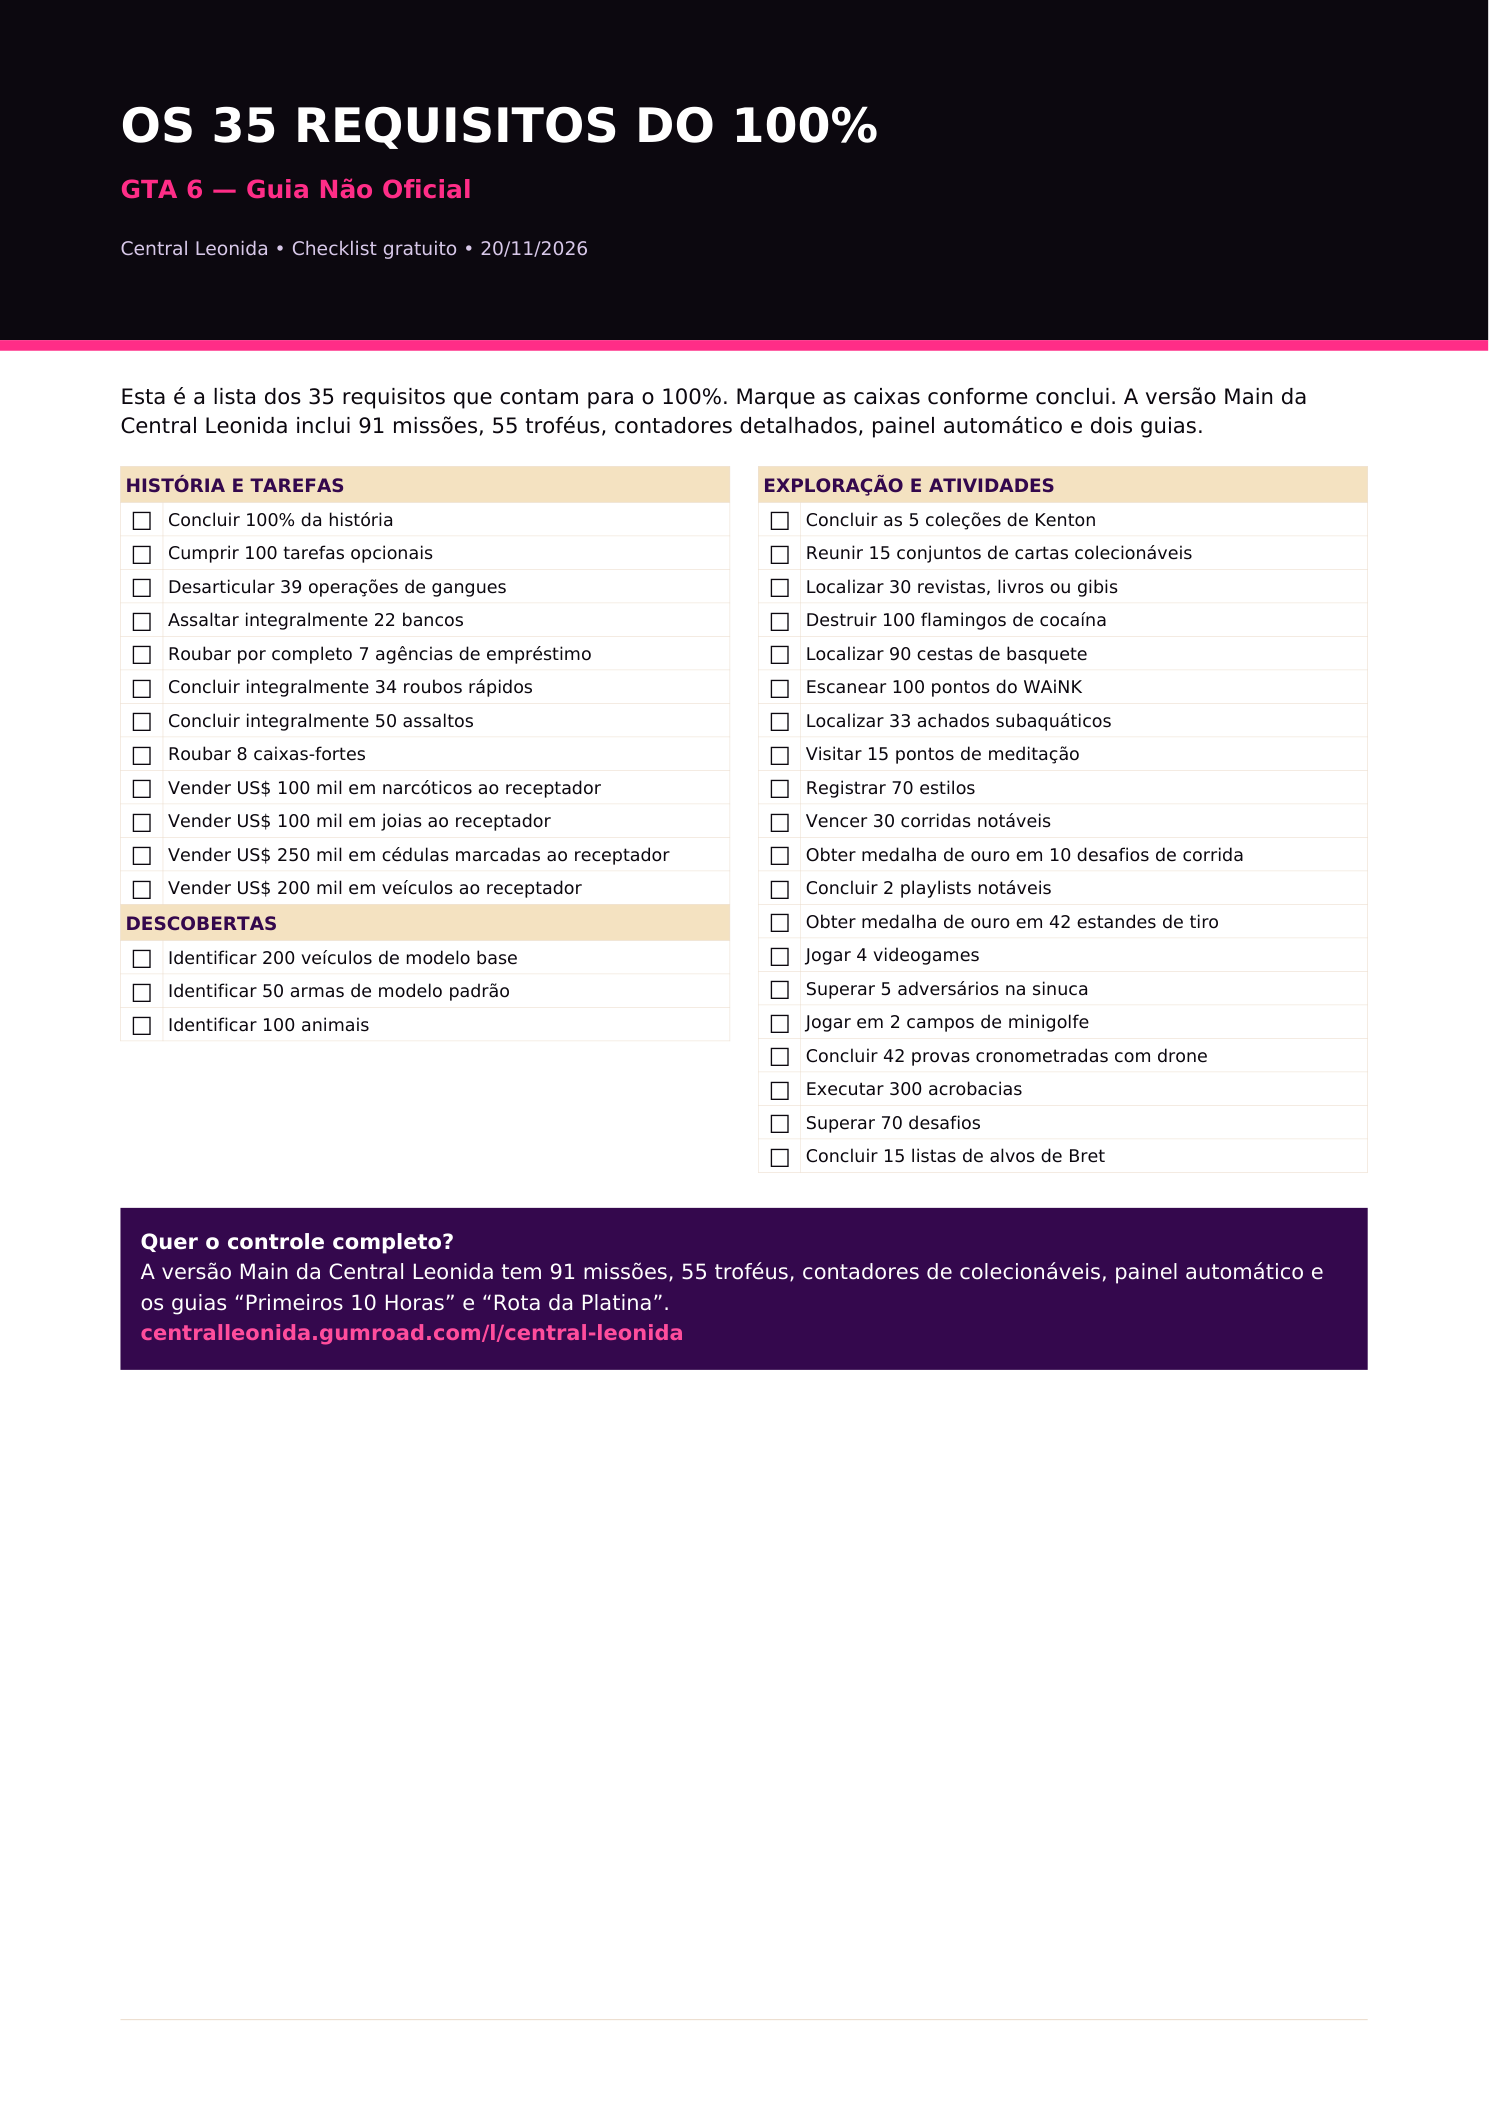 OS 35 REQUISITOS DO 100%
GTA 6 — Guia Não Oficial
Central Leonida • Checklist gratuito • 20/11/2026
Esta é a lista dos 35 requisitos que contam para o 100%. Marque as caixas conforme conclui. A versão Main da
Central Leonida inclui 91 missões, 55 troféus, contadores detalhados, painel automático e dois guias.
HISTÓRIA E TAREFAS
☐ Concluir 100% da história
☐ Cumprir 100 tarefas opcionais
☐ Desarticular 39 operações de gangues
☐ Assaltar integralmente 22 bancos
☐ Roubar por completo 7 agências de empréstimo
☐ Concluir integralmente 34 roubos rápidos
☐ Concluir integralmente 50 assaltos
☐ Roubar 8 caixas-fortes
☐ Vender US$ 100 mil em narcóticos ao receptador
☐ Vender US$ 100 mil em joias ao receptador
☐ Vender US$ 250 mil em cédulas marcadas ao receptador
☐ Vender US$ 200 mil em veículos ao receptador
DESCOBERTAS
☐ Identificar 200 veículos de modelo base
☐ Identificar 50 armas de modelo padrão
☐ Identificar 100 animais
EXPLORAÇÃO E ATIVIDADES
☐ Concluir as 5 coleções de Kenton
☐ Reunir 15 conjuntos de cartas colecionáveis
☐ Localizar 30 revistas, livros ou gibis
☐ Destruir 100 flamingos de cocaína
☐ Localizar 90 cestas de basquete
☐ Escanear 100 pontos do WAiNK
☐ Localizar 33 achados subaquáticos
☐ Visitar 15 pontos de meditação
☐ Registrar 70 estilos
☐ Vencer 30 corridas notáveis
☐ Obter medalha de ouro em 10 desafios de corrida
☐ Concluir 2 playlists notáveis
☐ Obter medalha de ouro em 42 estandes de tiro
☐ Jogar 4 videogames
☐ Superar 5 adversários na sinuca
☐ Jogar em 2 campos de minigolfe
☐ Concluir 42 provas cronometradas com drone
☐ Executar 300 acrobacias
☐ Superar 70 desafios
☐ Concluir 15 listas de alvos de Bret
Quer o controle completo?
A versão Main da Central Leonida tem 91 missões, 55 troféus, contadores de colecionáveis, painel automático e
os guias “Primeiros 10 Horas” e “Rota da Platina”.
centralleonida.gumroad.com/l/central-leonida